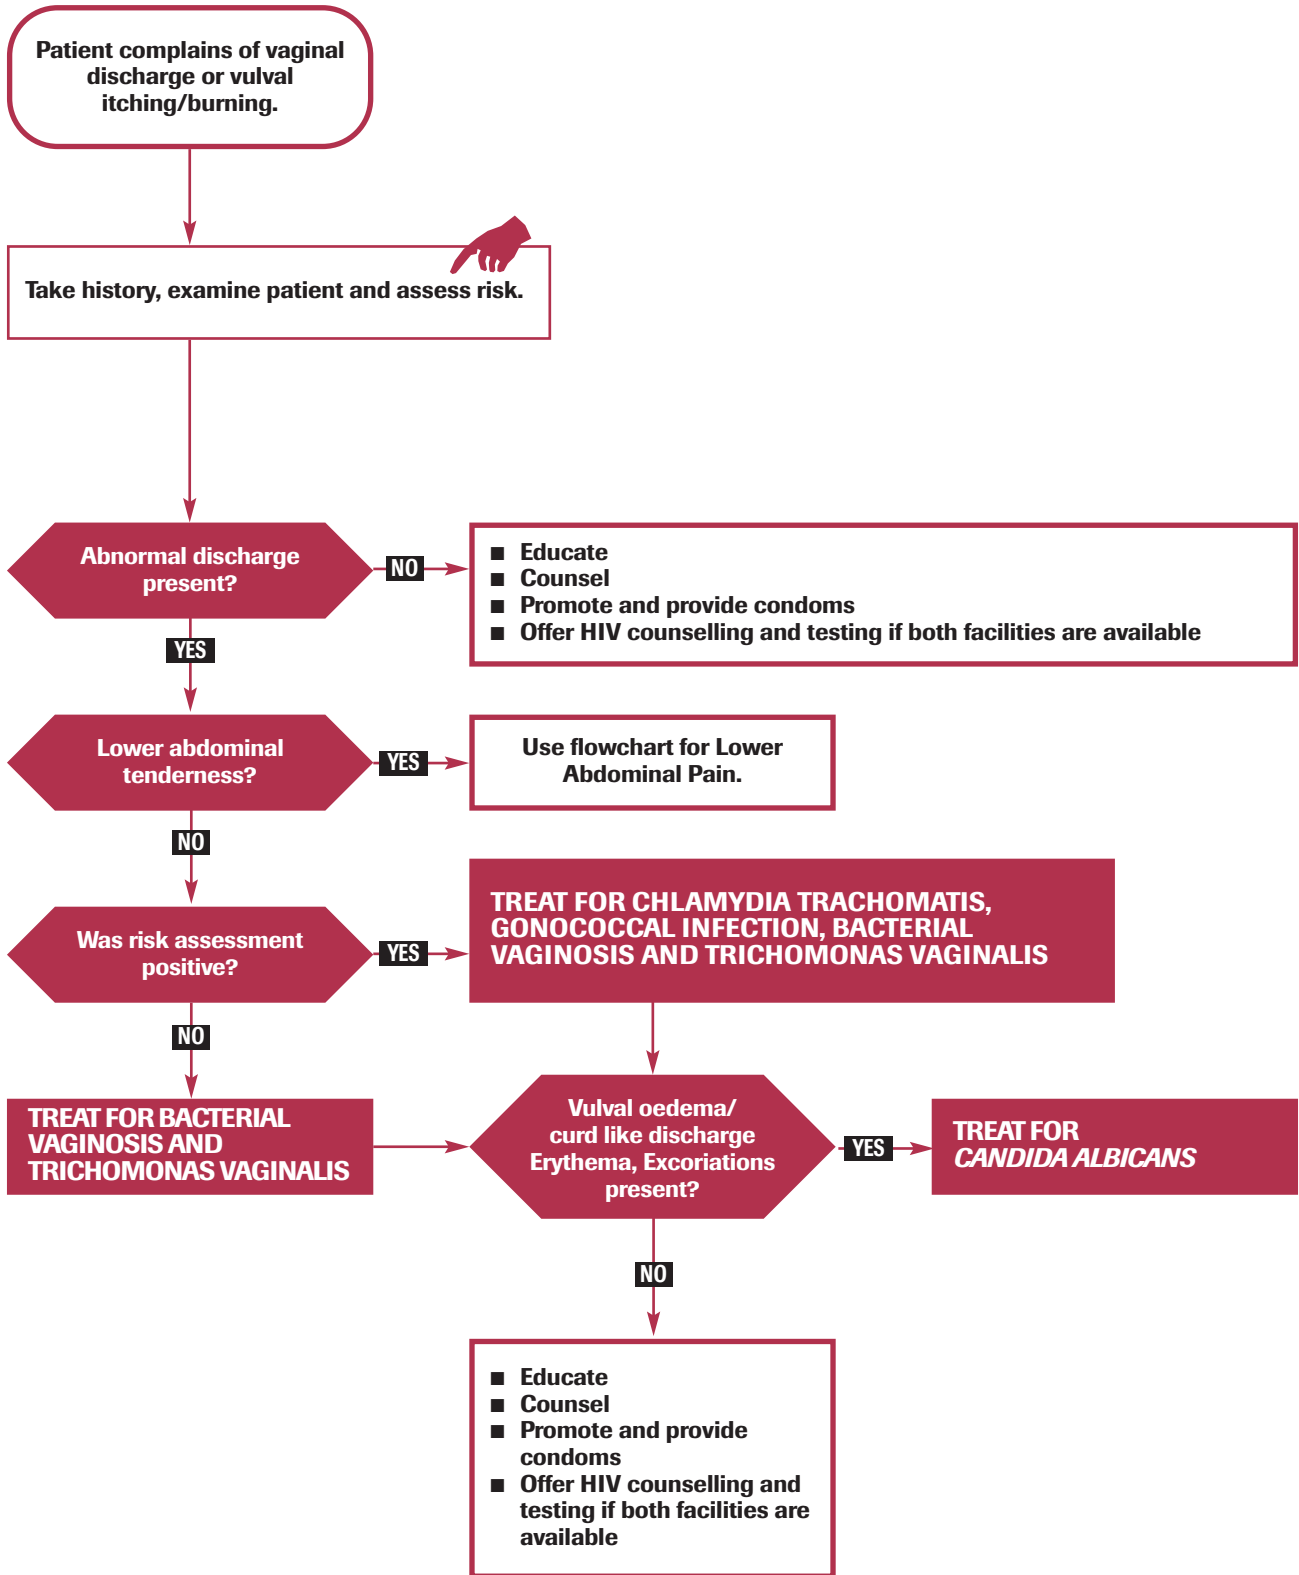 Patient complains of vaginal
discharge or vulval
itching/burning.
Take history, examine patient and assess risk.
Abnormal discharge
present?
NO
■ Educate
■ Counsel
■ Promote and provide condoms
■ Offer HIV counselling and testing if both facilities are available
YES
Lower abdominal
tenderness?
YES
Use flowchart for Lower
Abdominal Pain.
NO
Was risk assessment
positive?
YES
TREAT FOR CHLAMYDIA TRACHOMATIS,
GONOCOCCAL INFECTION, BACTERIAL
VAGINOSIS AND TRICHOMONAS VAGINALIS
NO
TREAT FOR BACTERIAL
VAGINOSIS AND
TRICHOMONAS VAGINALIS
Vulval oedema/
curd like discharge
Erythema, Excoriations
present?
YES
TREAT FOR
CANDIDA ALBICANS
NO
■ Educate
■ Counsel
■ Promote and provide
condoms
■ Offer HIV counselling and
testing if both facilities are
available